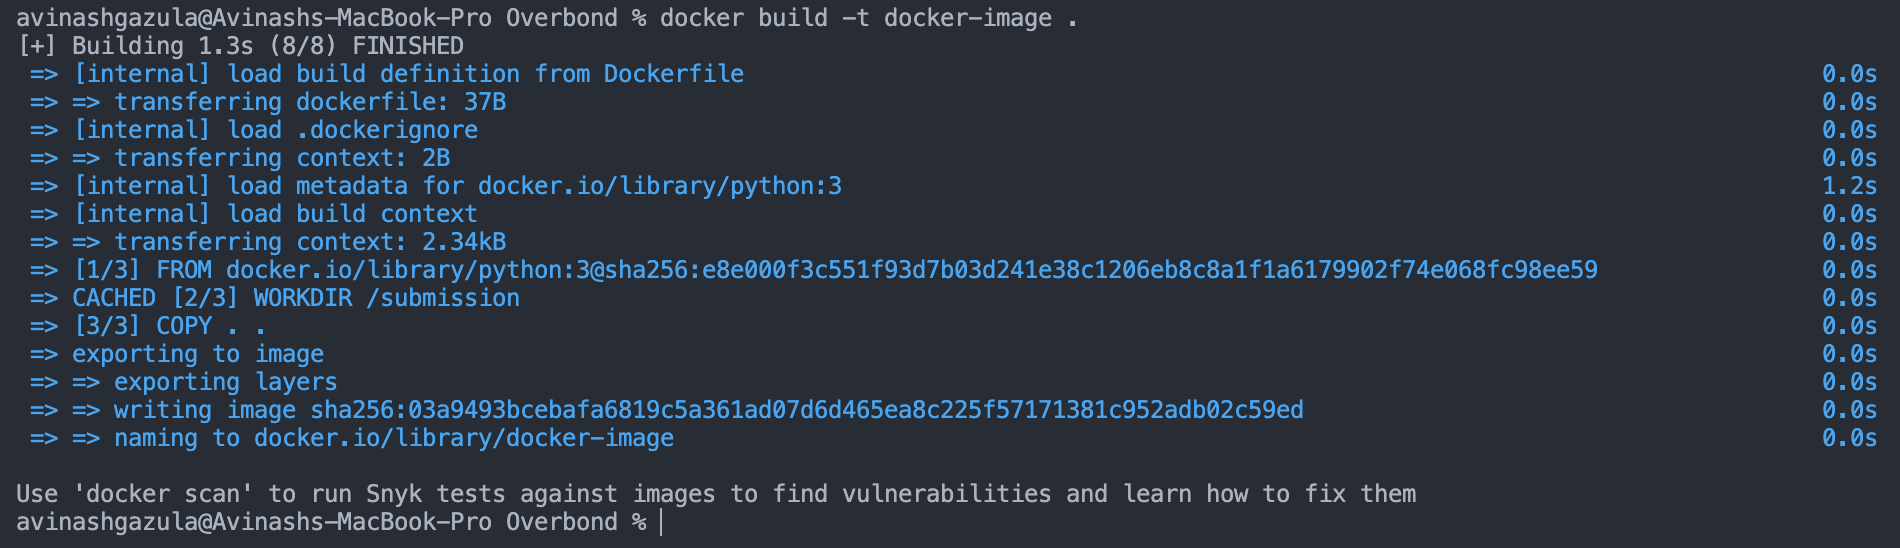 avinashgazula@Avinashs-MacBook-Pro Overbond % docker build -t docker-image .
[+] Building 1.3s (8/8) FINISHED
=> [internal] load build definition from Dockerfile 0.0s
=> => transferring dockerfile: 37B 0.0s
=> [internal] load .dockerignore 0.0s
=> => transferring context: 2B 0.0s
=> [internal] load metadata for docker.io/library/python:3 1.2s
=> [internal] load build context 0.0s
=> => transferring context: 2.34kB 0.0s
=> [1/3] FROM docker.io/library/python:3@sha256:e8e000f3c551f93d7b03d241e38c1206eb8c8a1f1a6179902f74e068fc98ee59 0.0s
=> CACHED [2/3] WORKDIR /submission 0.0s
=> [3/3] COPY . . 0.0s
=> exporting to image 0.0s
=> => exporting layers 0.0s
=> => writing image sha256:03a9493bcebafa6819c5a361ad07d6d465ea8c225f57171381c952adb02c59ed 0.0s
=> => naming to docker.io/library/docker-image 0.0s
Use 'docker scan' to run Snyk tests against images to find vulnerabilities and learn how to fix them
avinashgazula@Avinashs-MacBook-Pro Overbond %